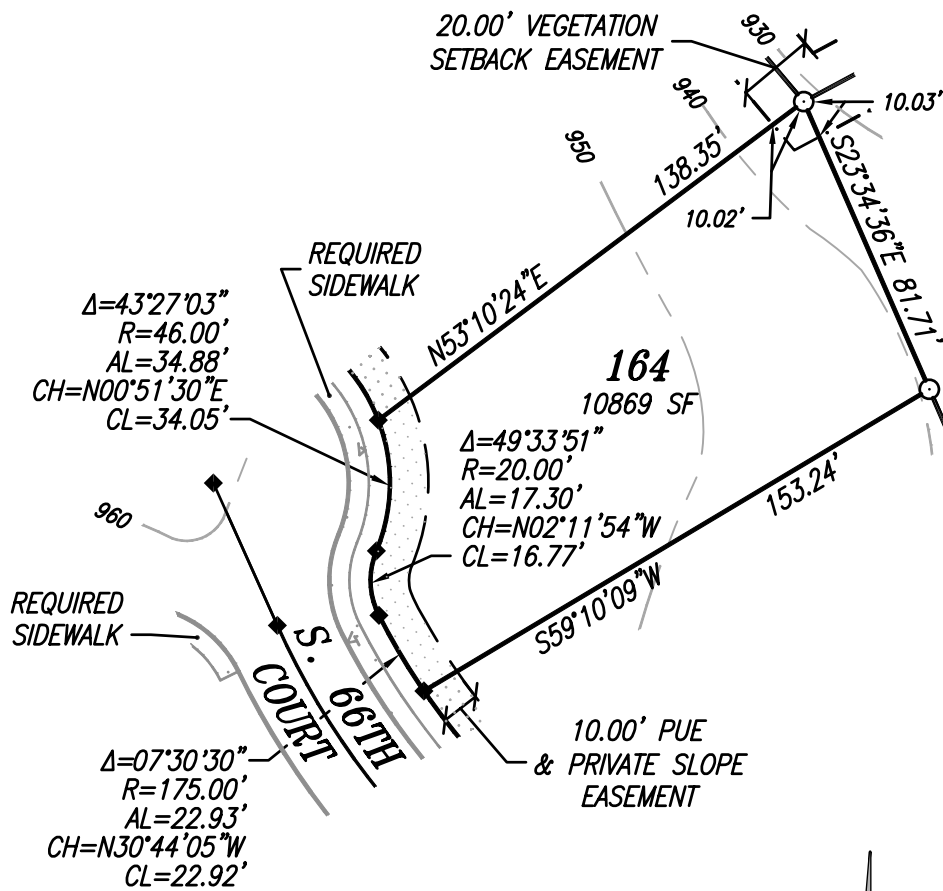 20.00' VEGETATION
SETBACK EASEMENT
930
940
950
10.03'
138.35'
10.02'
S23°34'36"E 81.71'
REQUIRED
SIDEWALK
N53°10'24"E
Δ=43°27'03"
R=46.00'
AL=34.88'
CH=N00°51'30"E
CL=34.05'
164
10869 SF
Δ=49°33'51"
R=20.00'
AL=17.30'
CH=N02°11'54"W
CL=16.77'
153.24'
S59°10'09"W
960
REQUIRED
SIDEWALK
S. 66TH
COURT
10.00' PUE
& PRIVATE SLOPE
EASEMENT
Δ=07°30'30"
R=175.00'
AL=22.93'
CH=N30°44'05"W
CL=22.92'